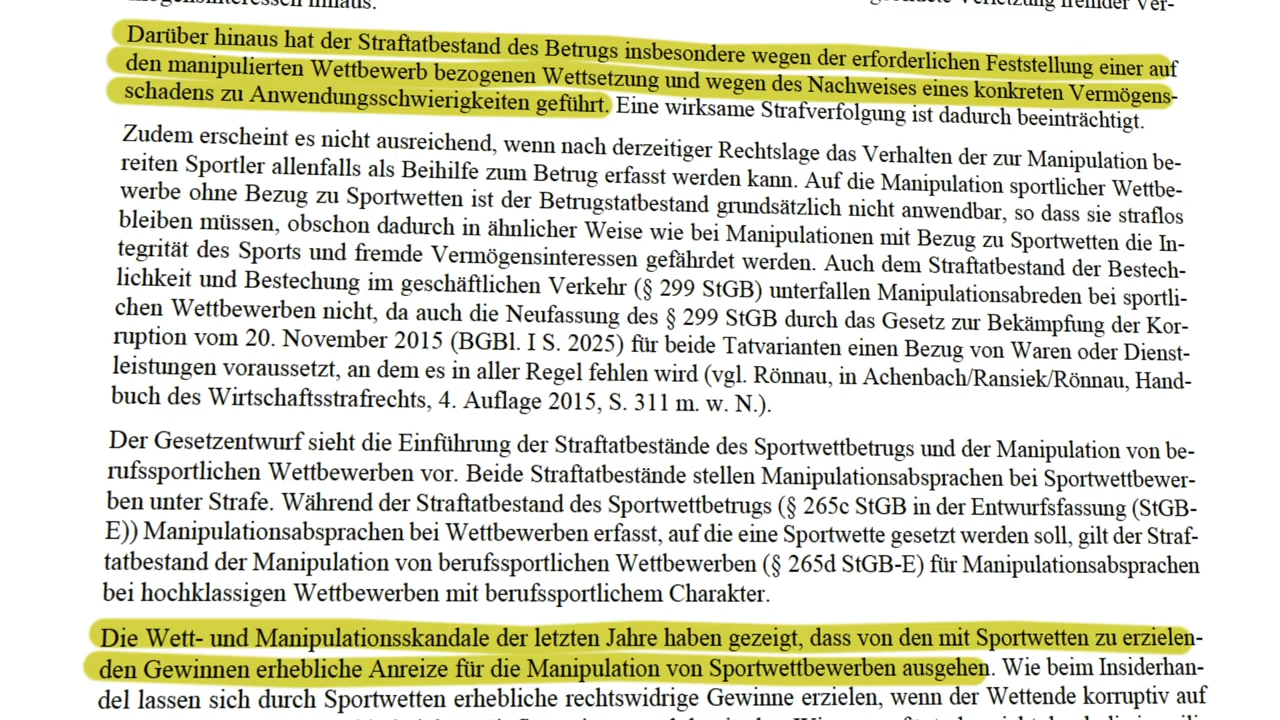 Darüber hinaus hat der Straftatbestand des Betrugs insbesondere wegen der erforderlichen Feststellung einer auf
den manipulierten Wettbewerb bezogenen Wettsetzung und wegen des Nachweises eines konkreten Vermögens-
schadens zu Anwendungsschwierigkeiten geführt. Eine wirksame Strafverfolgung ist dadurch beeinträchtigt.
Zudem erscheint es nicht ausreichend, wenn nach derzeitiger Rechtslage das Verhalten der zur Manipulation be-
reiten Sportler allenfalls als Beihilfe zum Betrug erfasst werden kann. Auf die Manipulation sportlicher Wettbe-
werbe ohne Bezug zu Sportwetten ist der Betrugstatbestand grundsätzlich nicht anwendbar, so dass sie straflos
bleiben müssen, obschon dadurch in ähnlicher Weise wie bei Manipulationen mit Bezug zu Sportwetten die In-
tegrität des Sports und fremde Vermögensinteressen gefährdet werden. Auch dem Straftatbestand der Bestech-
lichkeit und Bestechung im geschäftlichen Verkehr (§ 299 StGB) unterfallen Manipulationsabreden bei sportli-
chen Wettbewerben nicht, da auch die Neufassung des § 299 StGB durch das Gesetz zur Bekämpfung der Kor-
ruption vom 20. November 2015 (BGBl. I S. 2025) für beide Tatvarianten einen Bezug von Waren oder Dienst-
leistungen voraussetzt, an dem es in aller Regel fehlen wird (vgl. Rönnau, in Achenbach/Ransiek/Rönnau, Hand-
buch des Wirtschaftsstrafrechts, 4. Auflage 2015, S. 311 m. w. N.).
Der Gesetzentwurf sieht die Einführung der Straftatbestände des Sportwettbetrugs und der Manipulation von be-
rufssportlichen Wettbewerben vor. Beide Straftatbestände stellen Manipulationsabsprachen bei Sportwettbewer-
ben unter Strafe. Während der Straftatbestand des Sportwettbetrugs (§ 265c StGB in der Entwurfsfassung (StGB-
E)) Manipulationsabsprachen bei Wettbewerben erfasst, auf die eine Sportwette gesetzt werden soll, gilt der Straf-
tatbestand der Manipulation von berufssportlichen Wettbewerben (§ 265d StGB-E) für Manipulationsabsprachen
bei hochklassigen Wettbewerben mit berufssportlichem Charakter.
Die Wett- und Manipulationsskandale der letzten Jahre haben gezeigt, dass von den mit Sportwetten zu erzielen-
den Gewinnen erhebliche Anreize für die Manipulation von Sportwettbewerben ausgehen. Wie beim Insiderhan-
del lassen sich durch Sportwetten erhebliche rechtswidrige Gewinne erzielen, wenn der Wettende korruptiv auf